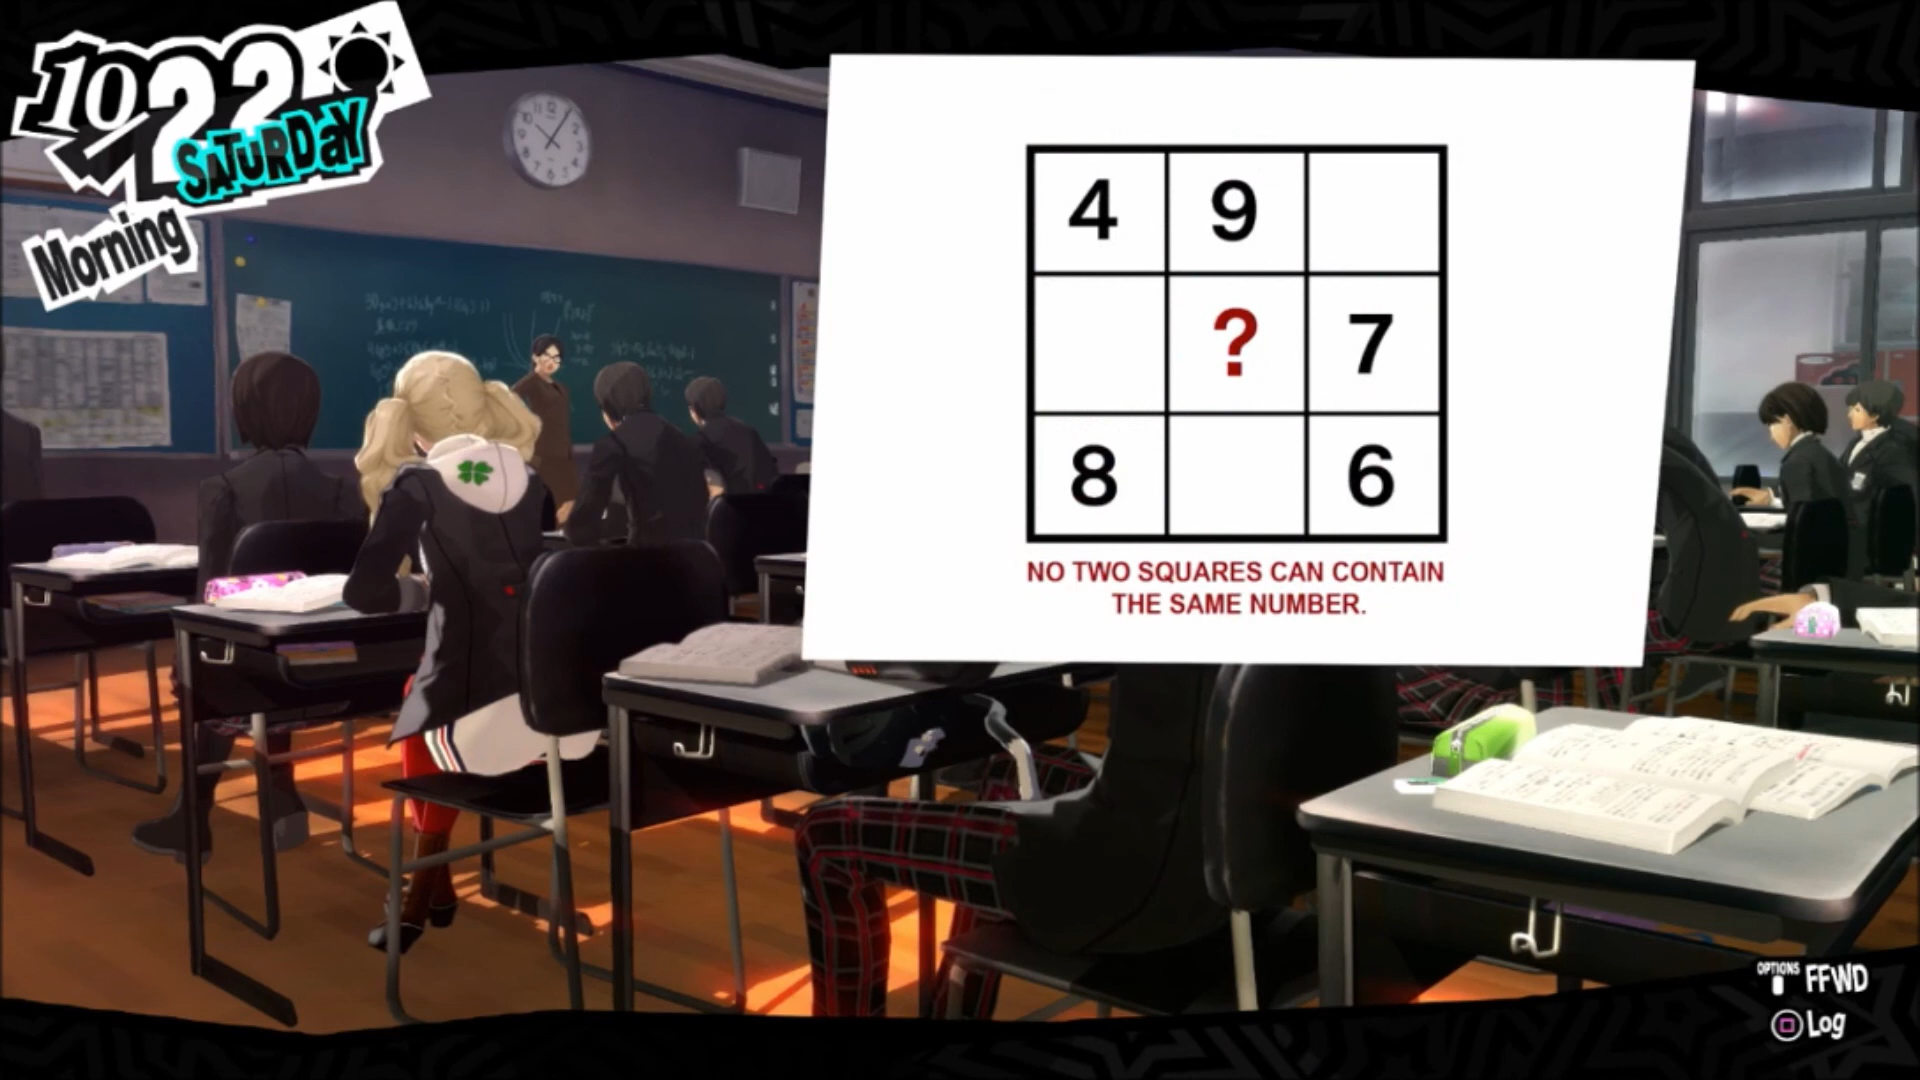 10/22
SATURDaY
Morning
4 9
? 7
8 6
NO TWO SQUARES CAN CONTAIN
THE SAME NUMBER.
OPTIONS FFWD
Log